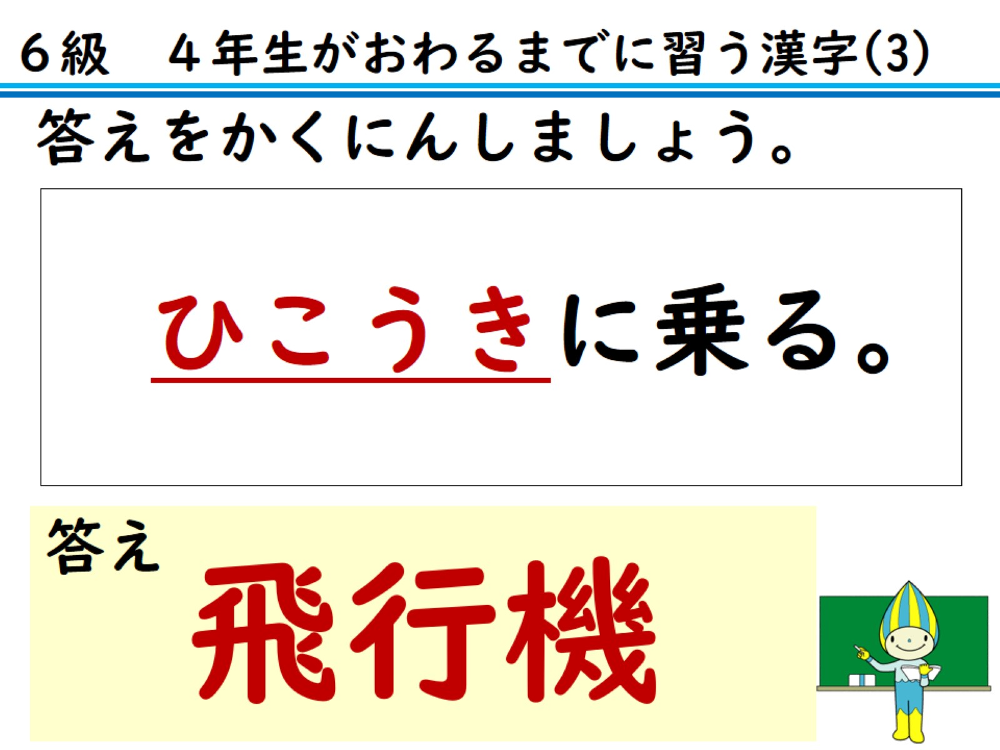 ６級　４年生がおわるまでに習う漢字(3)
答えをかくにんしましょう。
ひこうきに乗る。
答え
飛行機